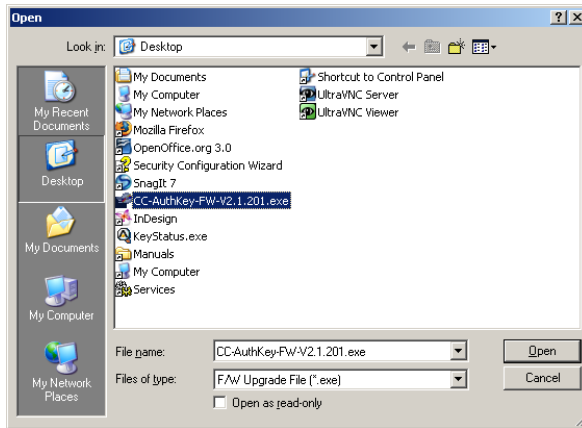 Open
Look in:
Desktop
My Recent
Documents
Desktop
My Documents
My Computer
My Network
Places
My Documents
My Computer
My Network Places
Mozilla Firefox
OpenOffice.org 3.0
Security Configuration Wizard
SnagIt 7
CC-AuthKey-FW-V2.1.201.exe
InDesign
KeyStatus.exe
Manuals
My Computer
Services
Shortcut to Control Panel
UltraVNC Server
UltraVNC Viewer
File name:
CC-AuthKey-FW-V2.1.201.exe
Open
Files of type:
F/W Upgrade File (*.exe)
Cancel
Open as read-only